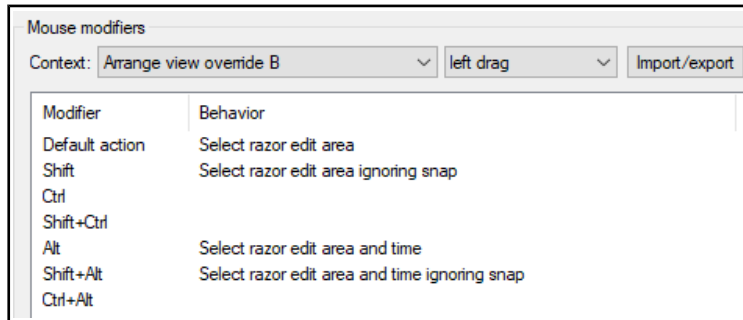 Mouse modifiers
Context: Arrange view override B left drag Import/export
Modifier Behavior
Default action Select razor edit area
Shift Select razor edit area ignoring snap
Ctrl
Shift+Ctrl
Alt Select razor edit area and time
Shift+Alt Select razor edit area and time ignoring snap
Ctrl+Alt